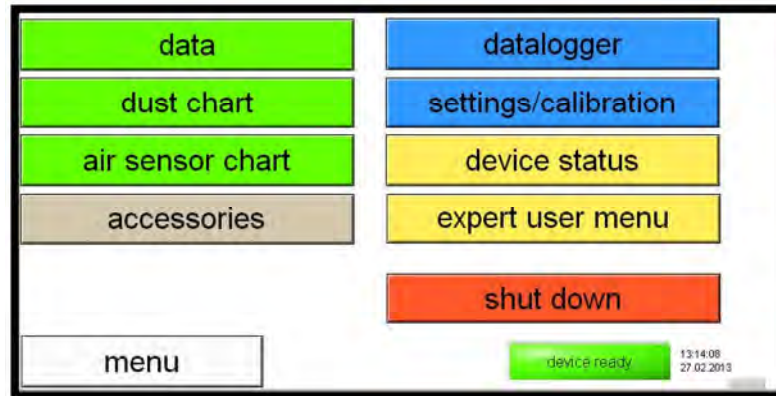 data
datalogger
dust chart
settings/calibration
air sensor chart
device status
accessories
expert user menu
shut down
menu
device ready
13:14:08
27.02.2013